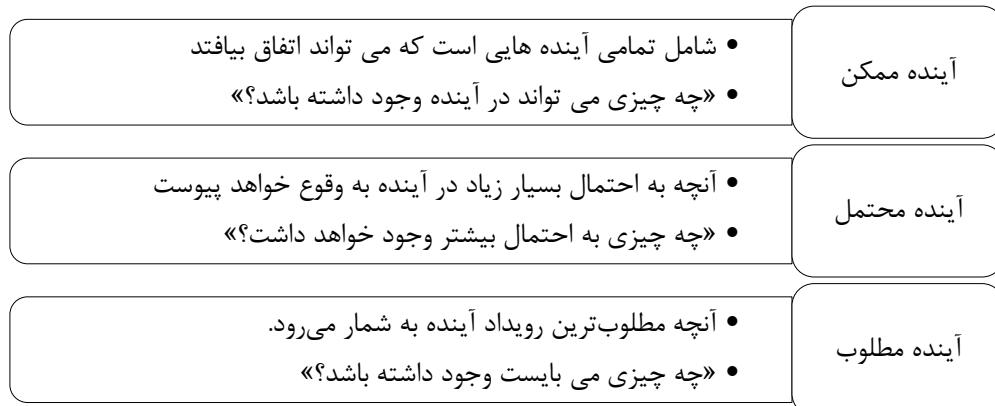 آینده ممکن
• شامل تمامی آینده هایی است که می تواند اتفاق بیافتد
• «چه چیزی می تواند در آینده وجود داشته باشد؟»
آینده محتمل
• آنچه به احتمال بسیار زیاد در آینده به وقوع خواهد پیوست
• «چه چیزی به احتمال بیشتر وجود خواهد داشت؟»
آینده مطلوب
• آنچه مطلوب‌ترین رویداد آینده به شمار می‌رود.
• «چه چیزی می بایست وجود داشته باشد؟»